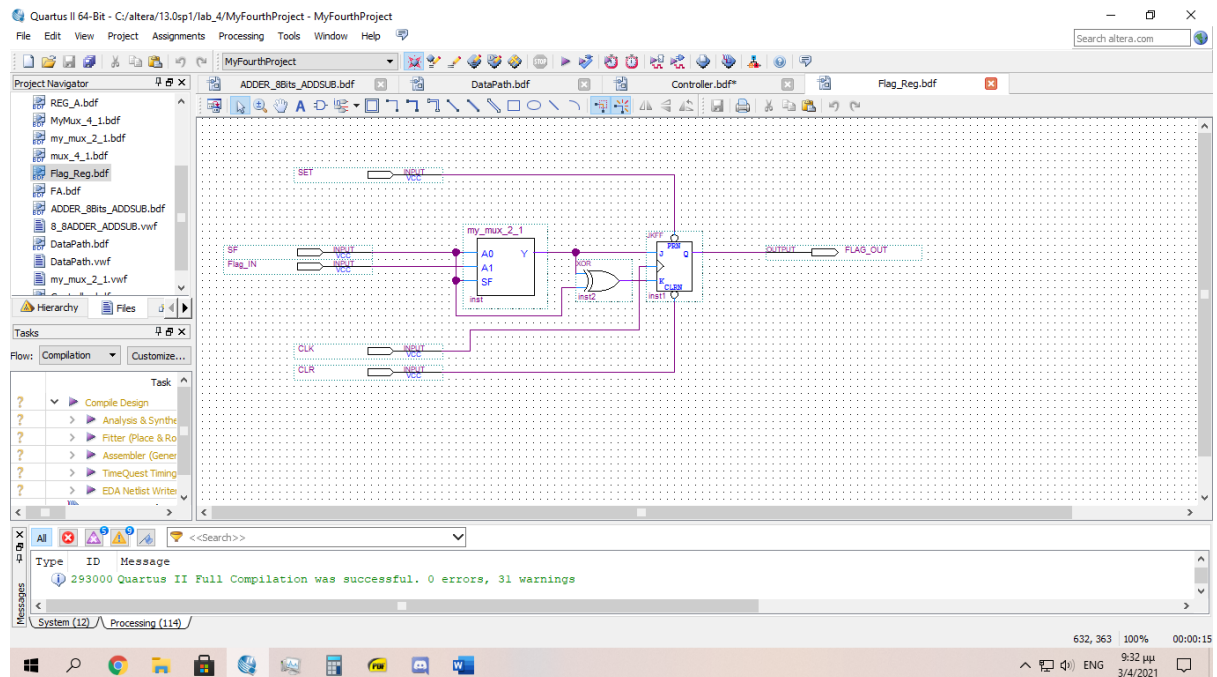 Quartus II 64-Bit - C:/altera/13.0sp1/lab_4/MyFourthProject - MyFourthProject
File Edit View Project Assignments Processing Tools Window Help
Search altera.com
MyFourthProject
STOP
Project Navigator
ADDER_8Bits_ADDSUB.bdf
DataPath.bdf
Controller.bdf*
Flag_Reg.bdf
REG_A.bdf
MyMux_4_1.bdf
my_mux_2_1.bdf
mux_4_1.bdf
Flag_Reg.bdf
FA.bdf
ADDER_8Bits_ADDSUB.bdf
8_8ADDER_ADDSUB.vwf
DataPath.bdf
DataPath.vwf
my_mux_2_1.vwf
Hierarchy Files
SET INPUT
VCC
my_mux_2_1
JKFF
SF INPUT
VCC
Flag_IN INPUT
VCC
A0 Y
A1
SF
inst
XOR
inst2
PRN
J Q
K
CLRN
inst1
OUTPUT FLAG_OUT
CLK INPUT
VCC
CLR INPUT
VCC
Tasks
Flow: Compilation Customize...
Task
? Compile Design
? Analysis & Synthe
? Fitter (Place & Ro
? Assembler (Gener
? TimeQuest Timing
? EDA Netlist Writer
All
5
9
<<Search>>
Type ID Message
293000 Quartus II Full Compilation was successful. 0 errors, 31 warnings
Messages
System (12) Processing (114)
632, 363 100% 00:00:15
ENG
9:32 μμ
3/4/2021